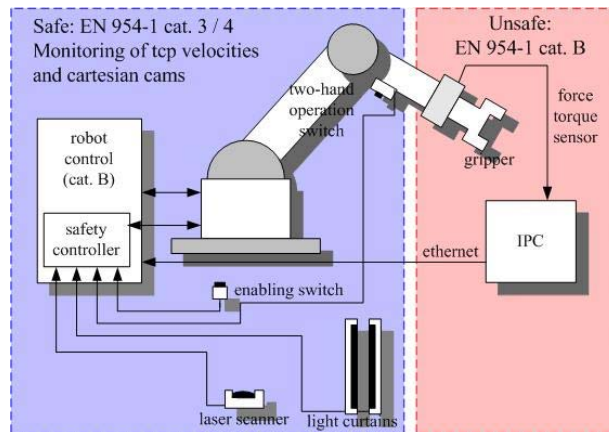 Safe: EN 954-1 cat. 3 / 4
Monitoring of tcp velocities
and cartesian cams
Unsafe:
EN 954-1 cat. B
two-hand
operation
switch
force
torque
sensor
gripper
robot
control
(cat. B)
safety
controller
IPC
ethernet
enabling switch
laser scanner
light curtains